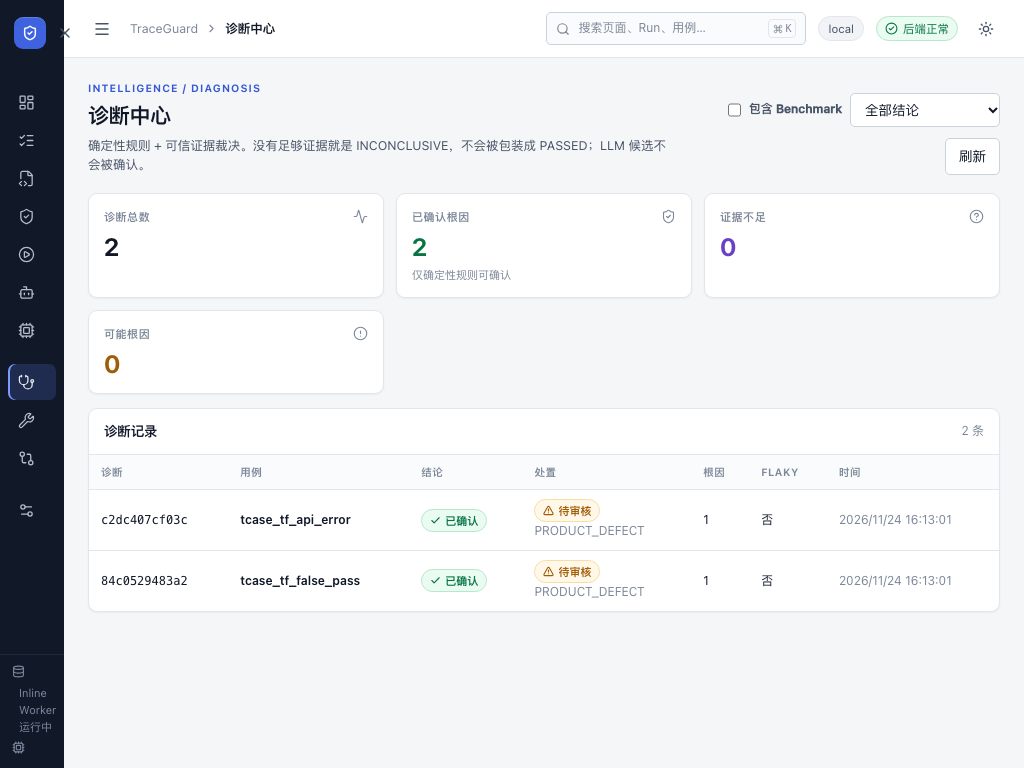 TraceGuard
诊断中心
搜索页面、Run、用例...
⌘ K
local
后端正常
INTELLIGENCE / DIAGNOSIS
诊断中心
确定性规则 + 可信证据裁决。没有足够证据就是 INCONCLUSIVE，不会被包装成 PASSED；LLM 候选不
会被确认。
包含 Benchmark
全部结论
刷新
诊断总数
2
已确认根因
2
仅确定性规则可确认
证据不足
0
可能根因
0
诊断记录
2 条
诊断 用例 结论 处置 根因 FLAKY 时间
c2dc407cf03c tcase_tf_api_error 已确认 待审核 1 否 2026/11/24 16:13:01
PRODUCT_DEFECT
84c0529483a2 tcase_tf_false_pass 已确认 待审核 1 否 2026/11/24 16:13:01
PRODUCT_DEFECT
Inline
Worker
运行中